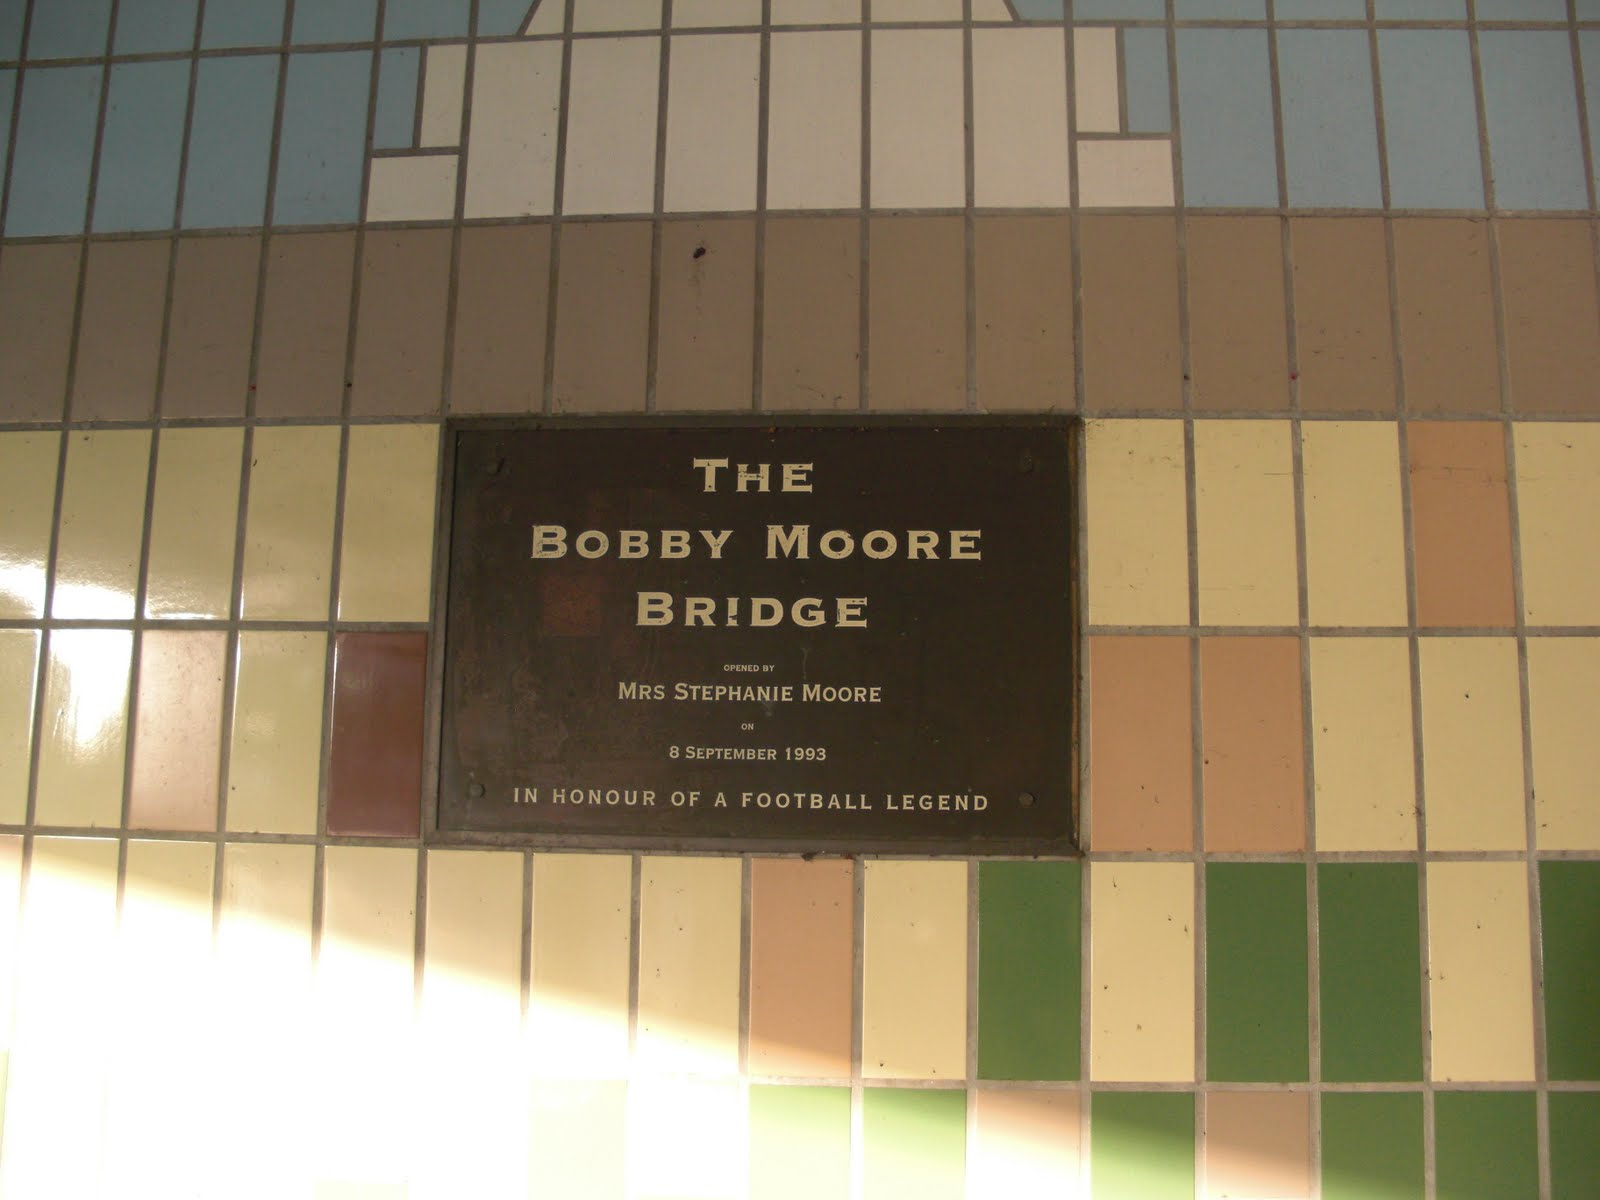 THE
BOBBY MOORE
BRIDGE
OPENED BY
MRS STEPHANIE MOORE
ON
8 SEPTEMBER 1993
IN HONOUR OF A FOOTBALL LEGEND